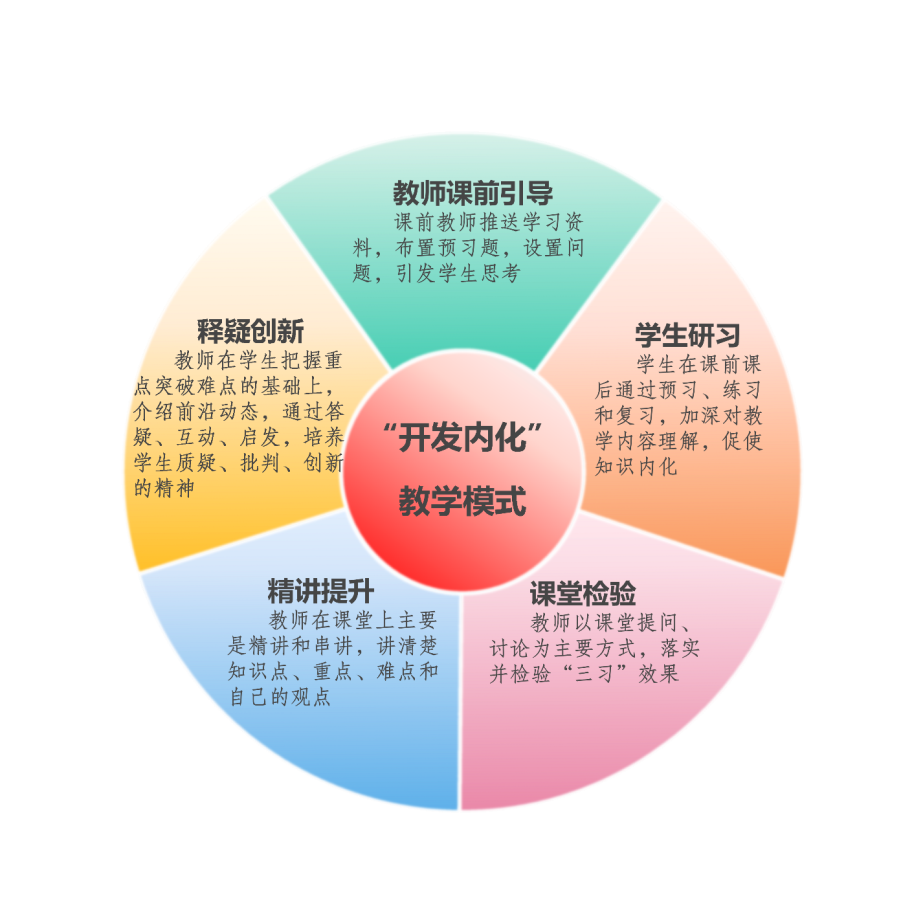 教师课前引导
课前教师推送学习资
料，布置预习题，设置问
题，引发学生思考
学生研习
学生在课前课
后通过预习、练习
和复习，加深对教
学内容理解，促使
知识内化
课堂检验
教师以课堂提问、
讨论为主要方式，落实
并检验“三习”效果
精讲提升
教师在课堂上主要
是精讲和串讲，讲清楚
知识点、重点、难点和
自己的观点
释疑创新
教师在学生把握重
点突破难点的基础上，
介绍前沿动态，通过答
疑、互动、启发，培养
学生质疑、批判、创新
的精神
“开发内化”
教学模式